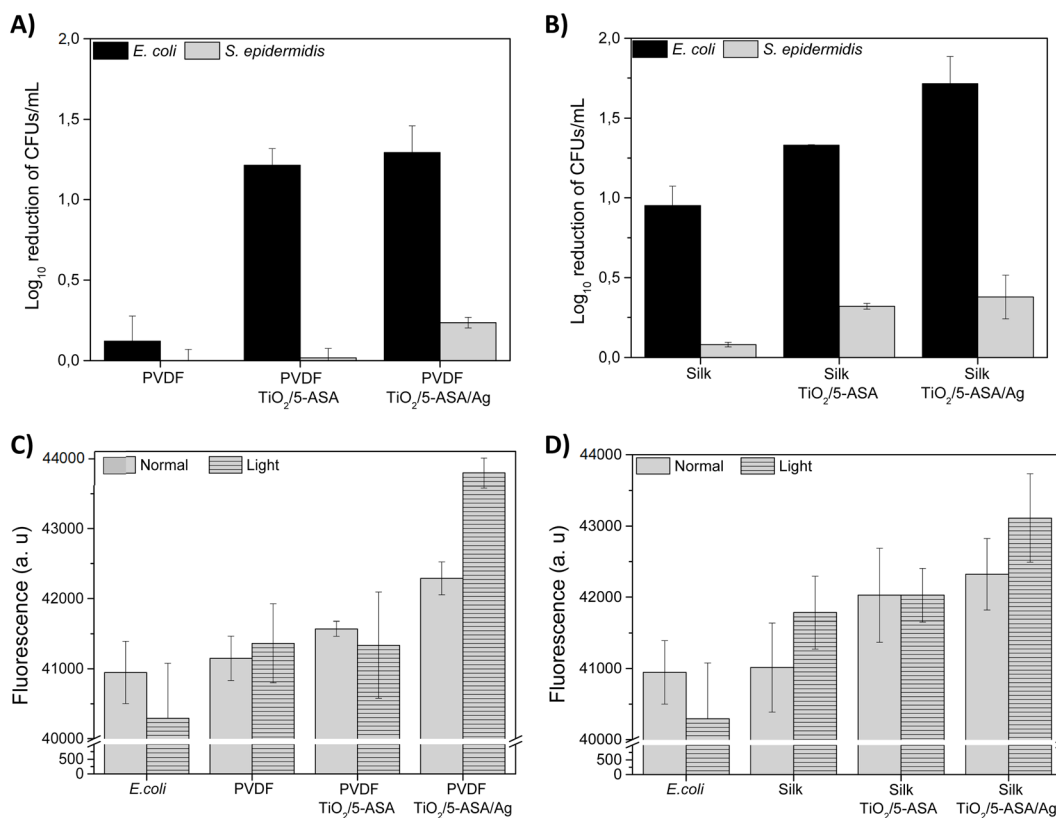 A)
2,0
1,5
1,0
0,5
0,0
Log₁₀ reduction of CFUs/mL
E. coli
S. epidermidis
PVDF
PVDF
TiO₂/5-ASA
PVDF
TiO₂/5-ASA/Ag
B)
2,0
1,5
1,0
0,5
0,0
Log₁₀ reduction of CFUs/mL
E. coli
S. epidermidis
Silk
Silk
TiO₂/5-ASA
Silk
TiO₂/5-ASA/Ag
C)
44000
43000
42000
41000
40000
500
0
Fluorescence (a. u)
Normal
Light
E.coli
PVDF
PVDF
TiO₂/5-ASA
PVDF
TiO₂/5-ASA/Ag
D)
44000
43000
42000
41000
40000
500
0
Fluorescence (a. u)
Normal
Light
E.coli
Silk
Silk
TiO₂/5-ASA
Silk
TiO₂/5-ASA/Ag